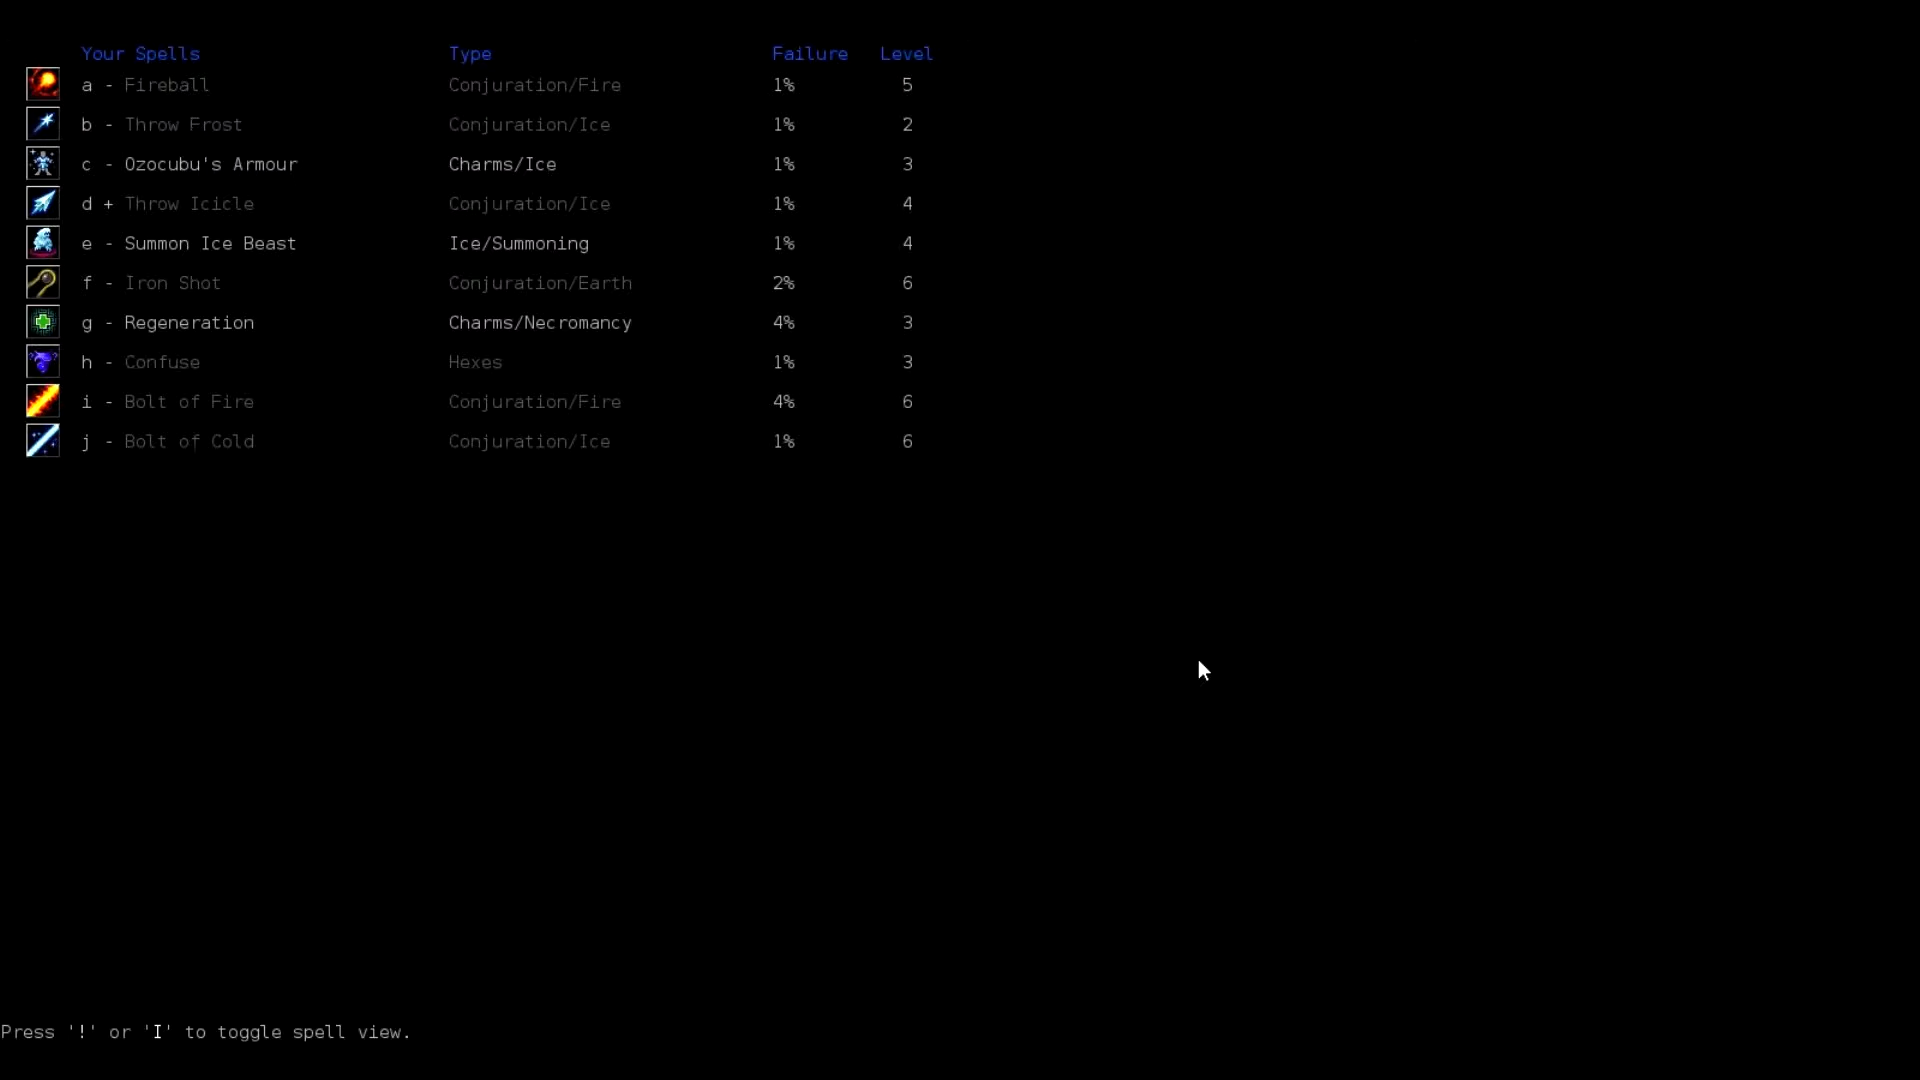 Your Spells Type Failure Level
a - Fireball Conjuration/Fire 1% 5
b - Throw Frost Conjuration/Ice 1% 2
c - Ozocubu's Armour Charms/Ice 1% 3
d + Throw Icicle Conjuration/Ice 1% 4
e - Summon Ice Beast Ice/Summoning 1% 4
f - Iron Shot Conjuration/Earth 2% 6
g - Regeneration Charms/Necromancy 4% 3
h - Confuse Hexes 1% 3
i - Bolt of Fire Conjuration/Fire 4% 6
j - Bolt of Cold Conjuration/Ice 1% 6
Press '!' or 'I' to toggle spell view.